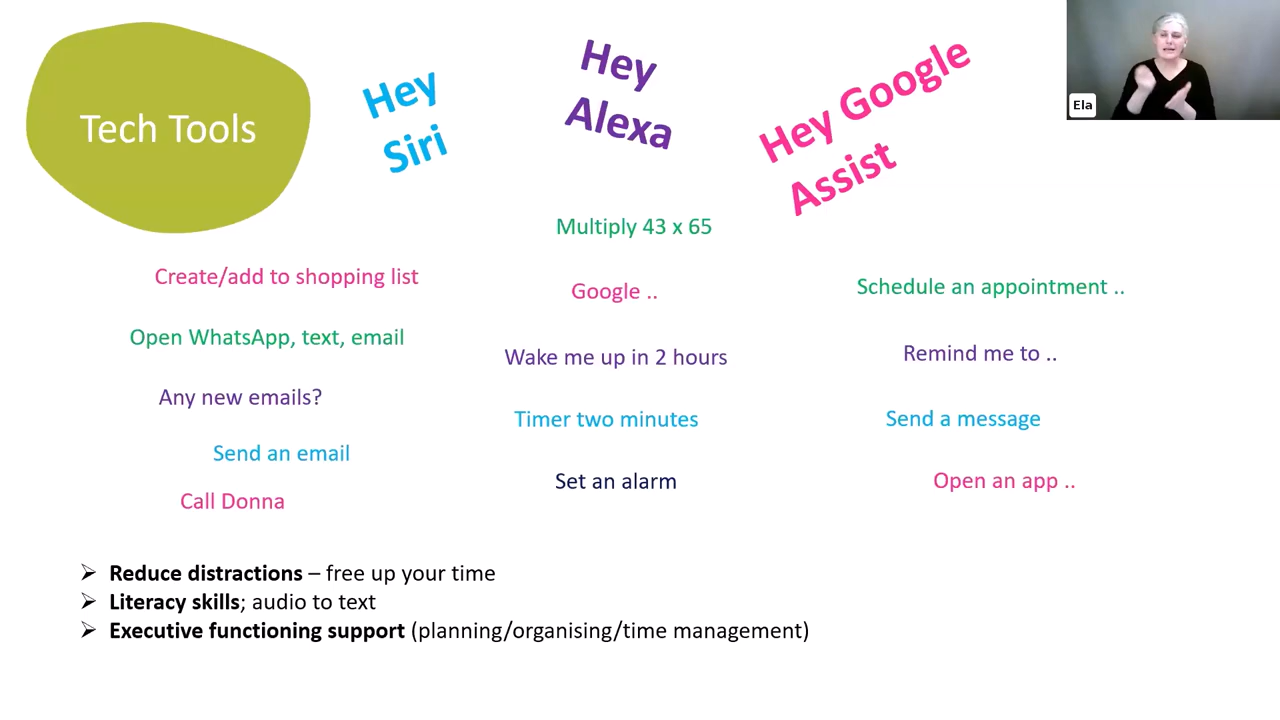 Tech Tools
Hey
Siri
Hey
Alexa
Hey Google
Assist
Ela
Multiply 43 x 65
Create/add to shopping list
Google ..
Schedule an appointment ..
Open WhatsApp, text, email
Wake me up in 2 hours
Remind me to ..
Any new emails?
Timer two minutes
Send a message
Send an email
Set an alarm
Open an app ..
Call Donna
➢ Reduce distractions – free up your time
➢ Literacy skills; audio to text
➢ Executive functioning support (planning/organising/time management)